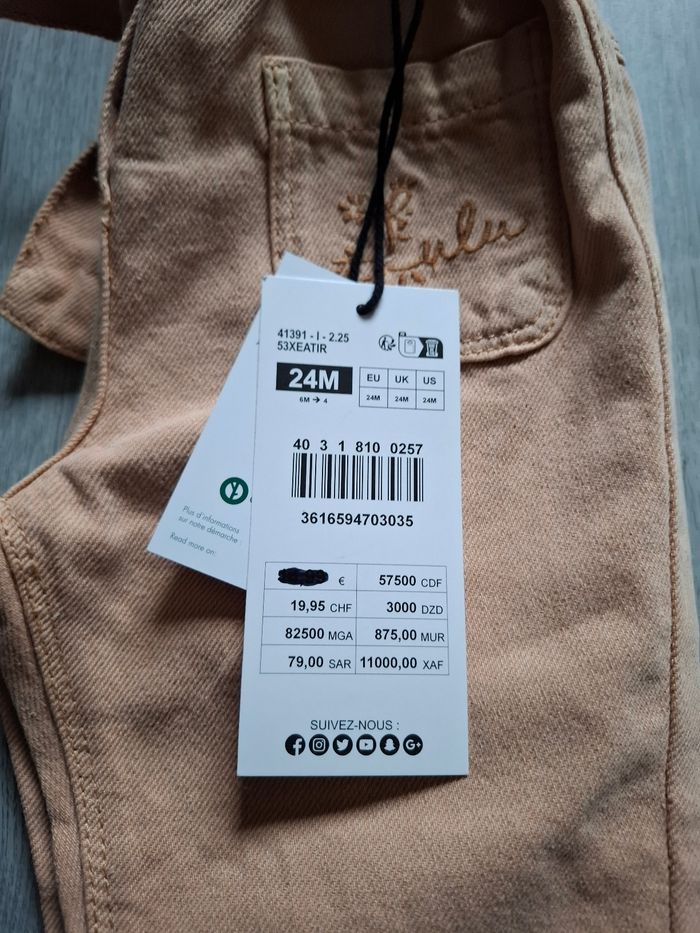 Lulu
41391 - I - 2.25
53XEATIR
24M
6M → 4
EU UK US
24M 24M 24M
40 3 1 810 0257
3616594703035
€ 57500 CDF
19,95 CHF 3000 DZD
82500 MGA 875,00 MUR
79,00 SAR 11000,00 XAF
SUIVEZ-NOUS :
Plus d'informations
sur notre démarche :
Read more on: